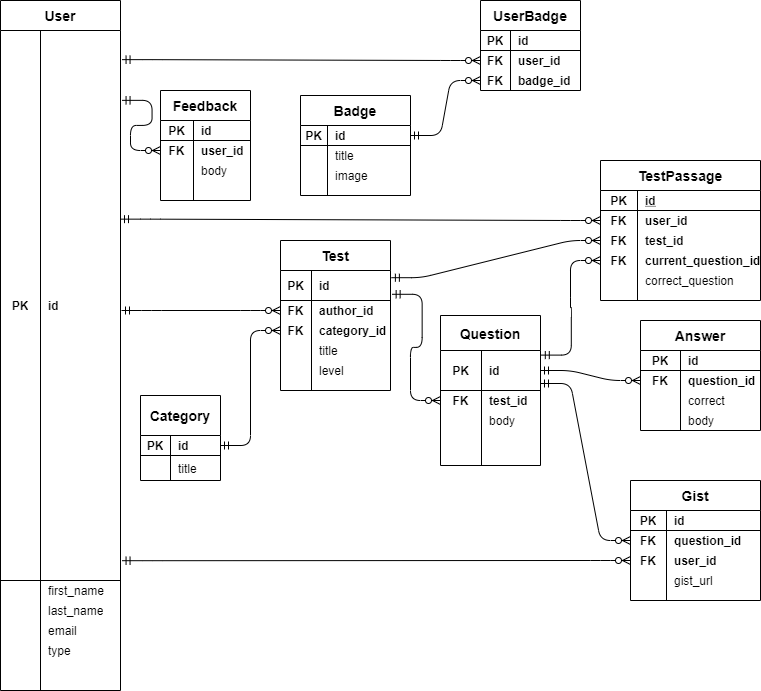 User
PK id
first_name
last_name
email
type
UserBadge
PK id
FK user_id
FK badge_id
Feedback
PK id
FK user_id
body
Badge
PK id
title
image
TestPassage
PK id
FK user_id
FK test_id
FK current_question_id
correct_question
Test
PK id
FK author_id
FK category_id
title
level
Question
PK id
FK test_id
body
Answer
PK id
FK question_id
correct
body
Category
PK id
title
Gist
PK id
FK question_id
FK user_id
gist_url